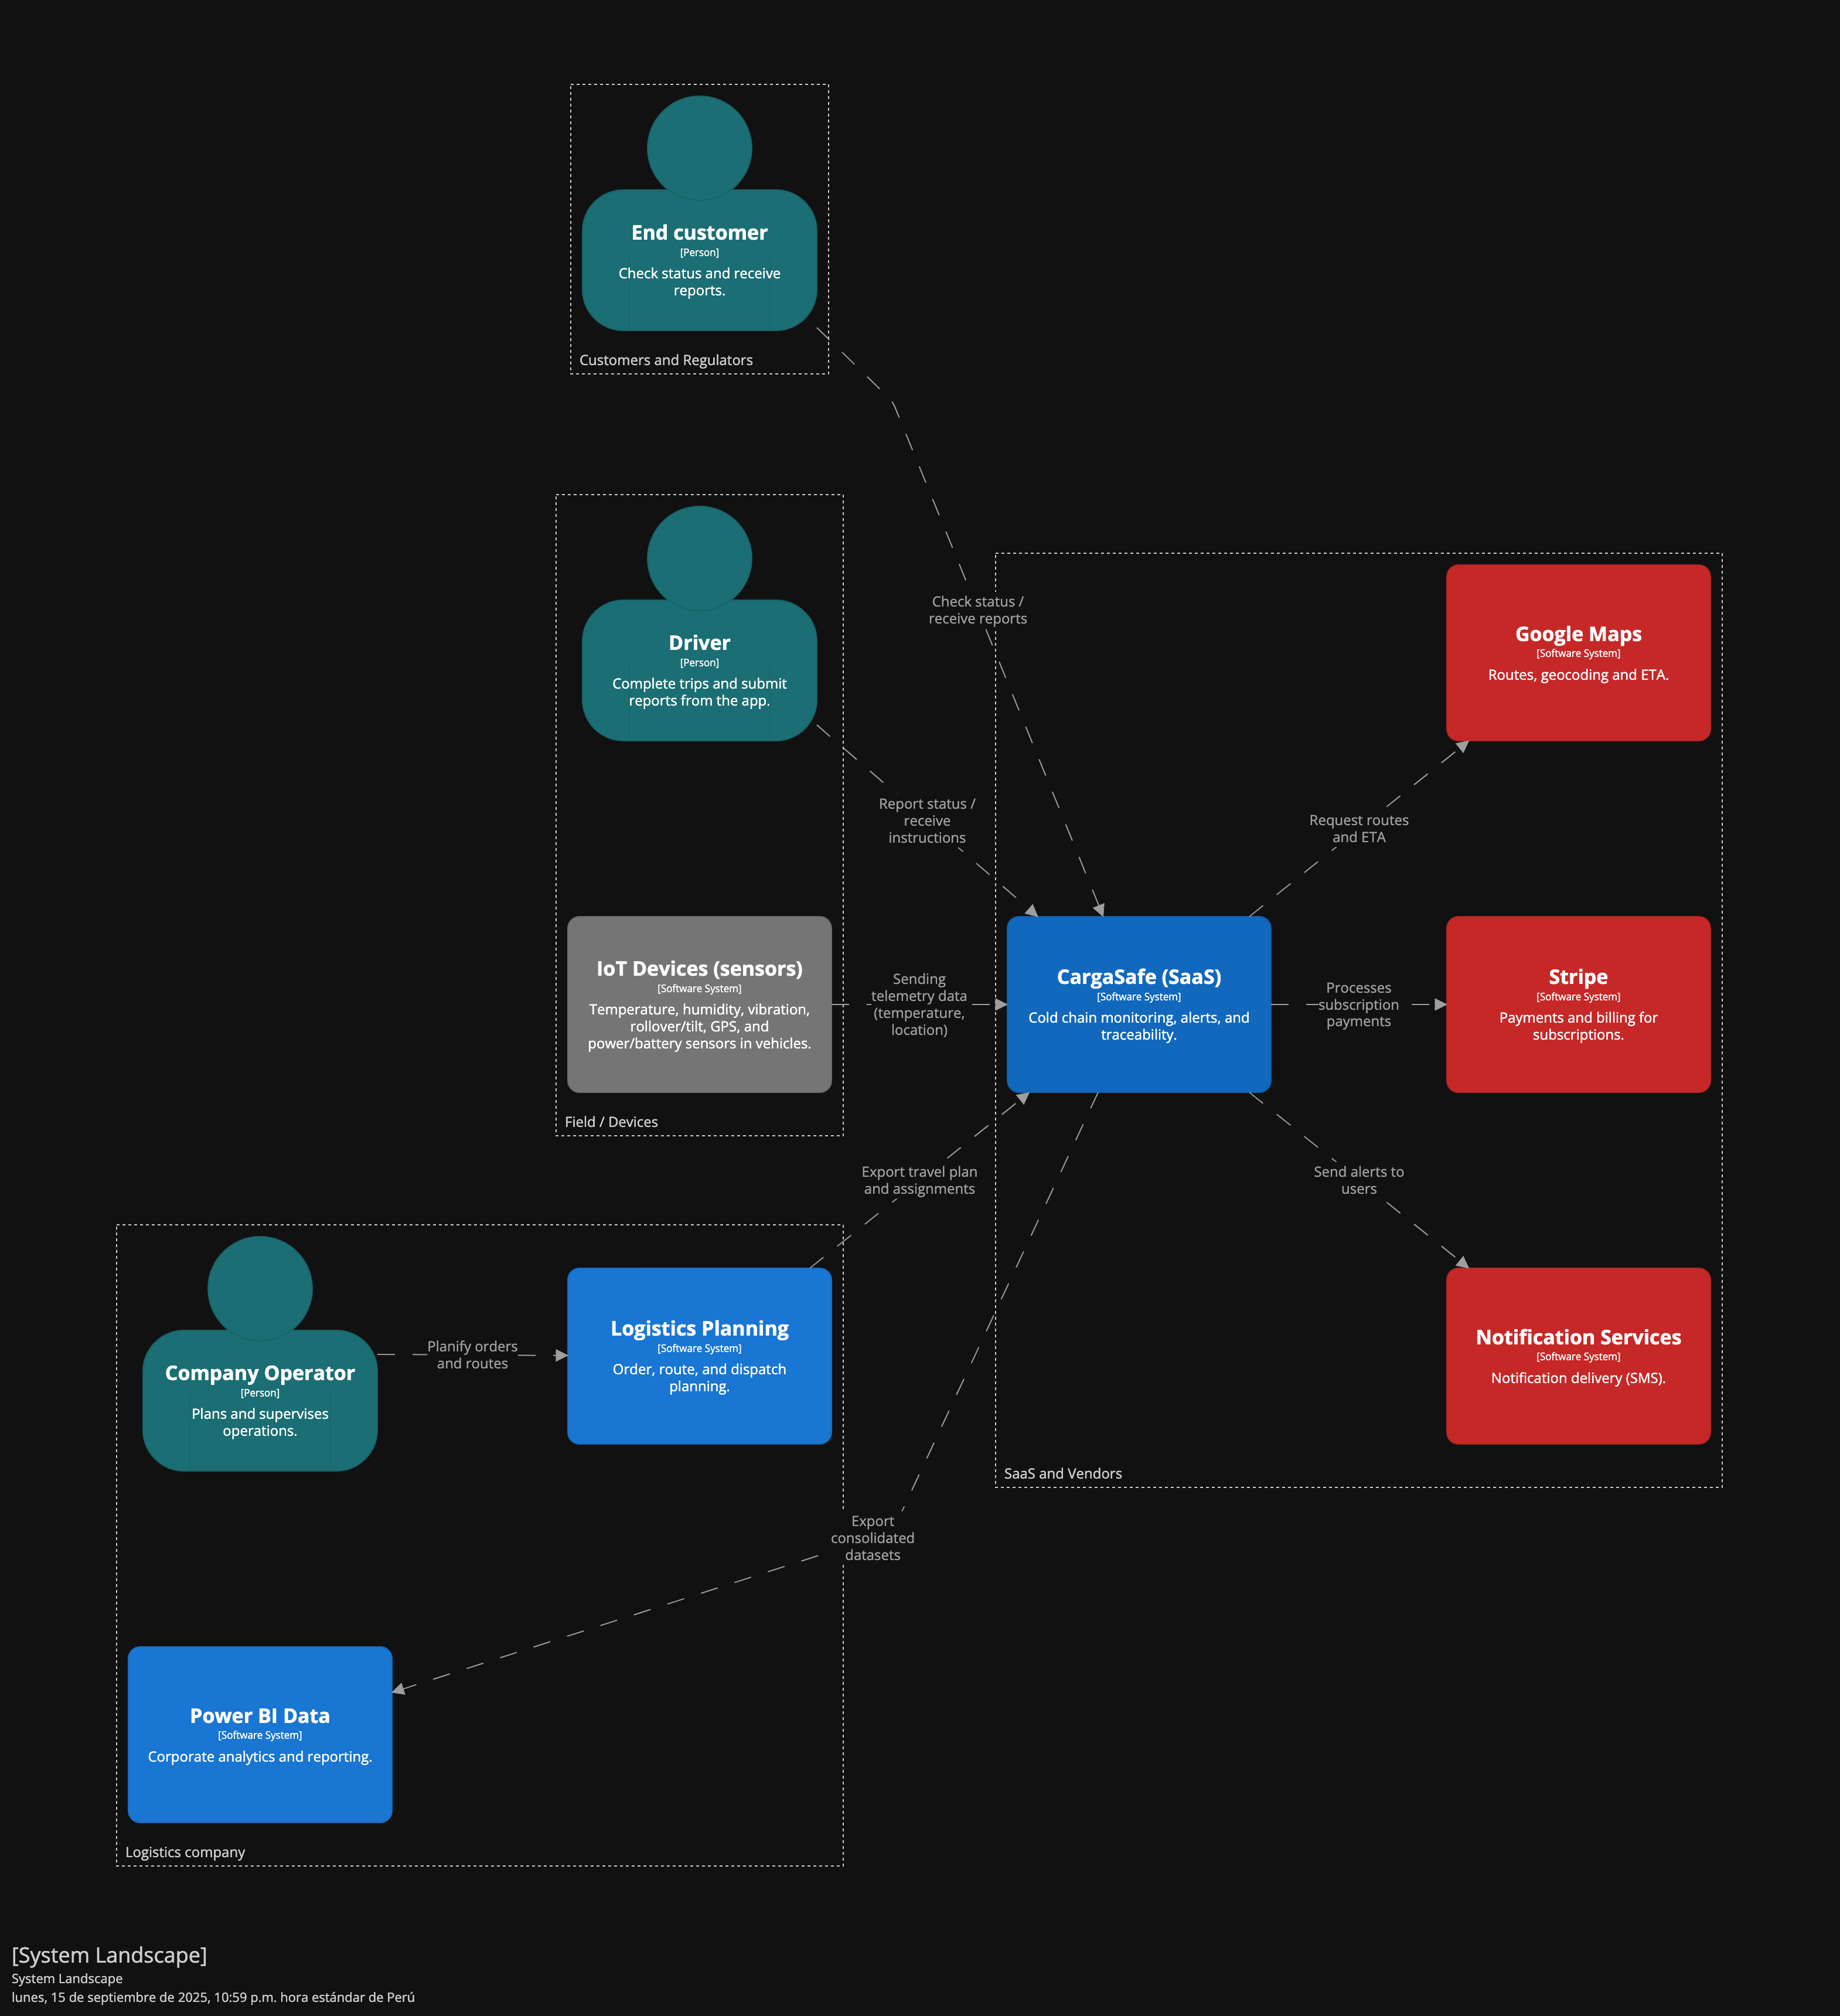 End customer
[Person]
Check status and receive
reports.
Customers and Regulators
Check status /
receive reports
Driver
[Person]
Complete trips and submit
reports from the app.
Report status /
receive
instructions
IoT Devices (sensors)
[Software System]
Temperature, humidity, vibration,
rollover/tilt, GPS, and
power/battery sensors in vehicles.
Field / Devices
Sending
telemetry data
(temperature,
location)
CargaSafe (SaaS)
[Software System]
Cold chain monitoring, alerts, and
traceability.
Google Maps
[Software System]
Routes, geocoding and ETA.
Request routes
and ETA
Processes
subscription
payments
Stripe
[Software System]
Payments and billing for
subscriptions.
Send alerts to
users
Notification Services
[Software System]
Notification delivery (SMS).
SaaS and Vendors
Export travel plan
and assignments
Company Operator
[Person]
Plans and supervises
operations.
Planify orders
and routes
Logistics Planning
[Software System]
Order, route, and dispatch
planning.
Export
consolidated
datasets
Power BI Data
[Software System]
Corporate analytics and reporting.
Logistics company
[System Landscape]
System Landscape
lunes, 15 de septiembre de 2025, 10:59 p.m. hora estándar de Perú